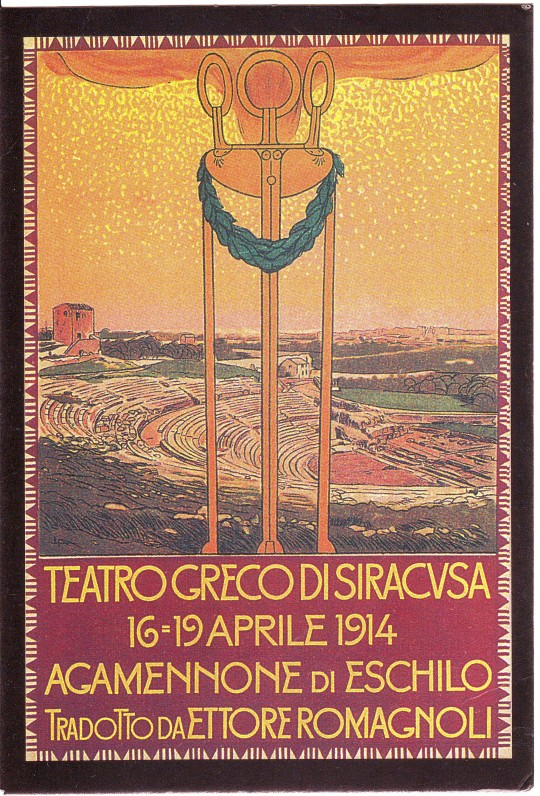 TEATRO GRECO DI SIRACVSA
16=19 APRILE 1914
AGAMENNONE DI ESCHILO
TRADOTTO DA ETTORE ROMAGNOLI